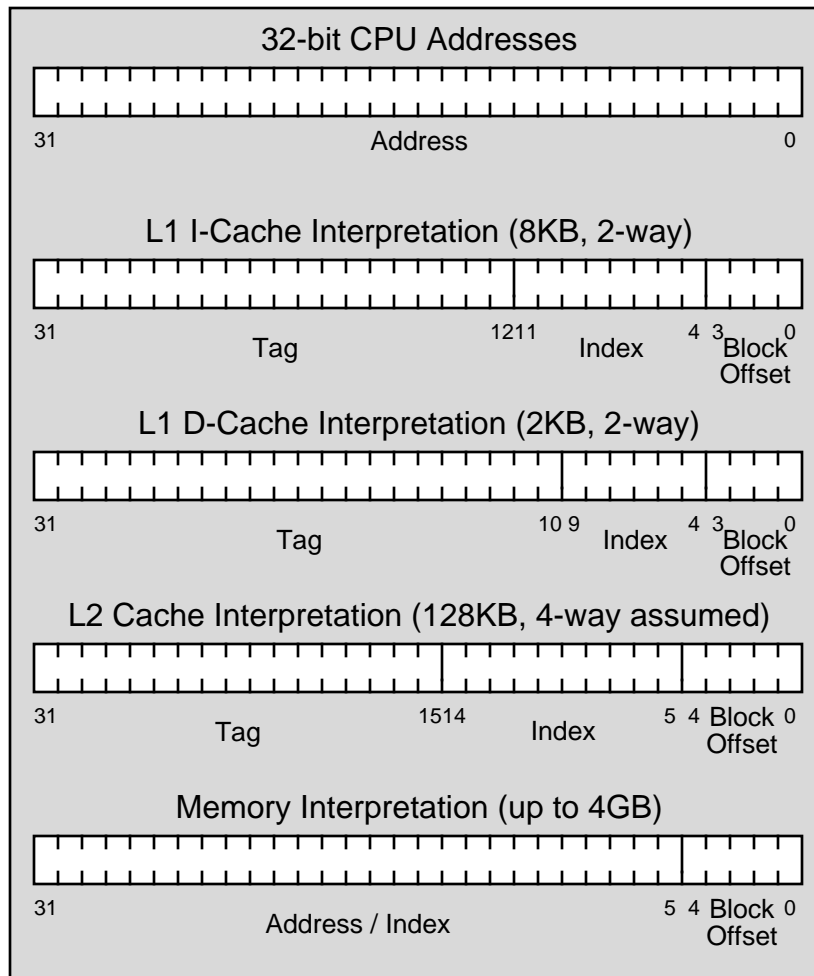 32-bit CPU Addresses
31 Address 0
L1 I-Cache Interpretation (8KB, 2-way)
31 Tag 1211 Index 4 3 Block Offset 0
L1 D-Cache Interpretation (2KB, 2-way)
31 Tag 10 9 Index 4 3 Block Offset 0
L2 Cache Interpretation (128KB, 4-way assumed)
31 Tag 1514 Index 5 4 Block Offset 0
Memory Interpretation (up to 4GB)
31 Address / Index 5 4 Block Offset 0